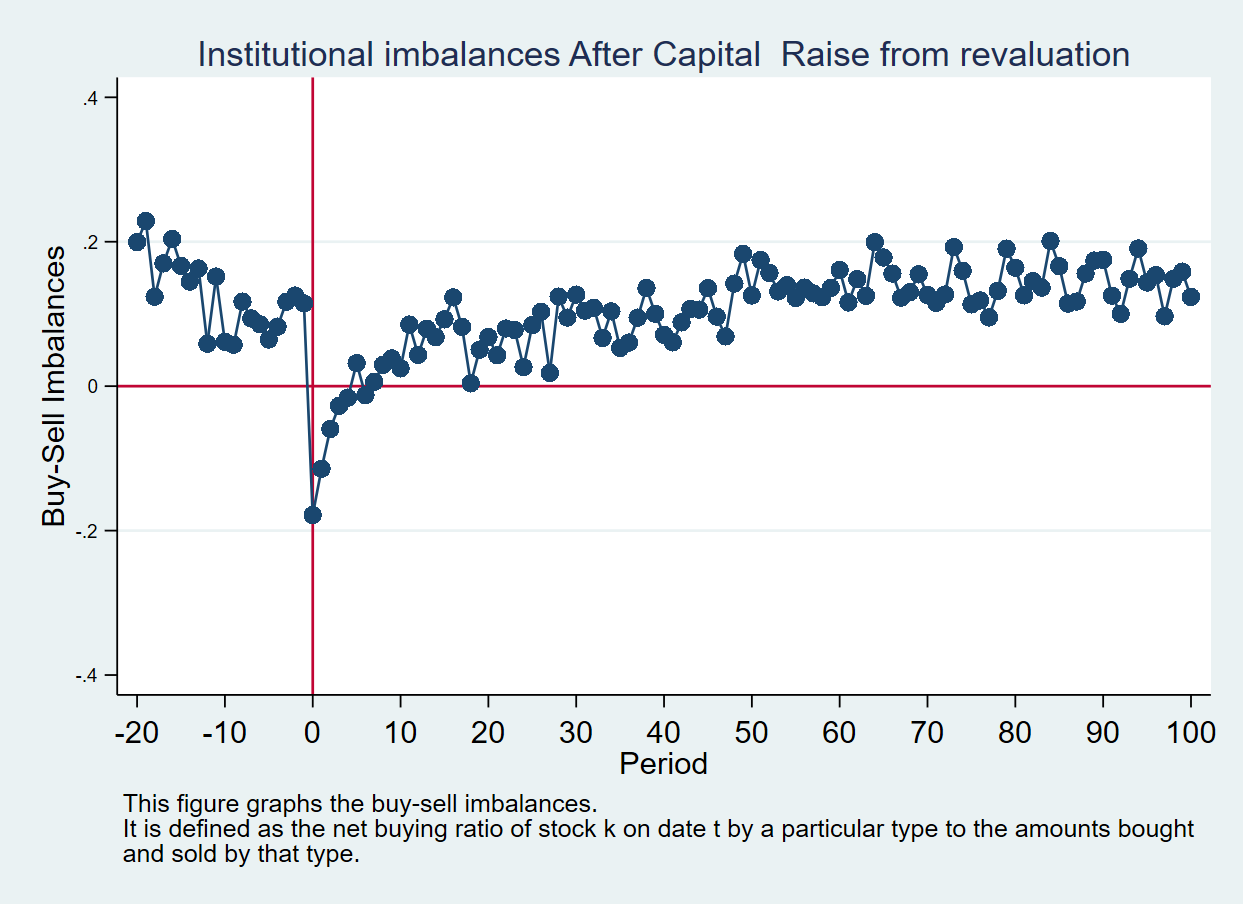 Institutional imbalances After Capital  Raise from revaluation
Buy-Sell Imbalances
.4
.2
0
-.2
-.4
-20 -10 0 10 20 30 40 50 60 70 80 90 100
Period
This figure graphs the buy-sell imbalances.
It is defined as the net buying ratio of stock k on date t by a particular type to the amounts bought
and sold by that type.